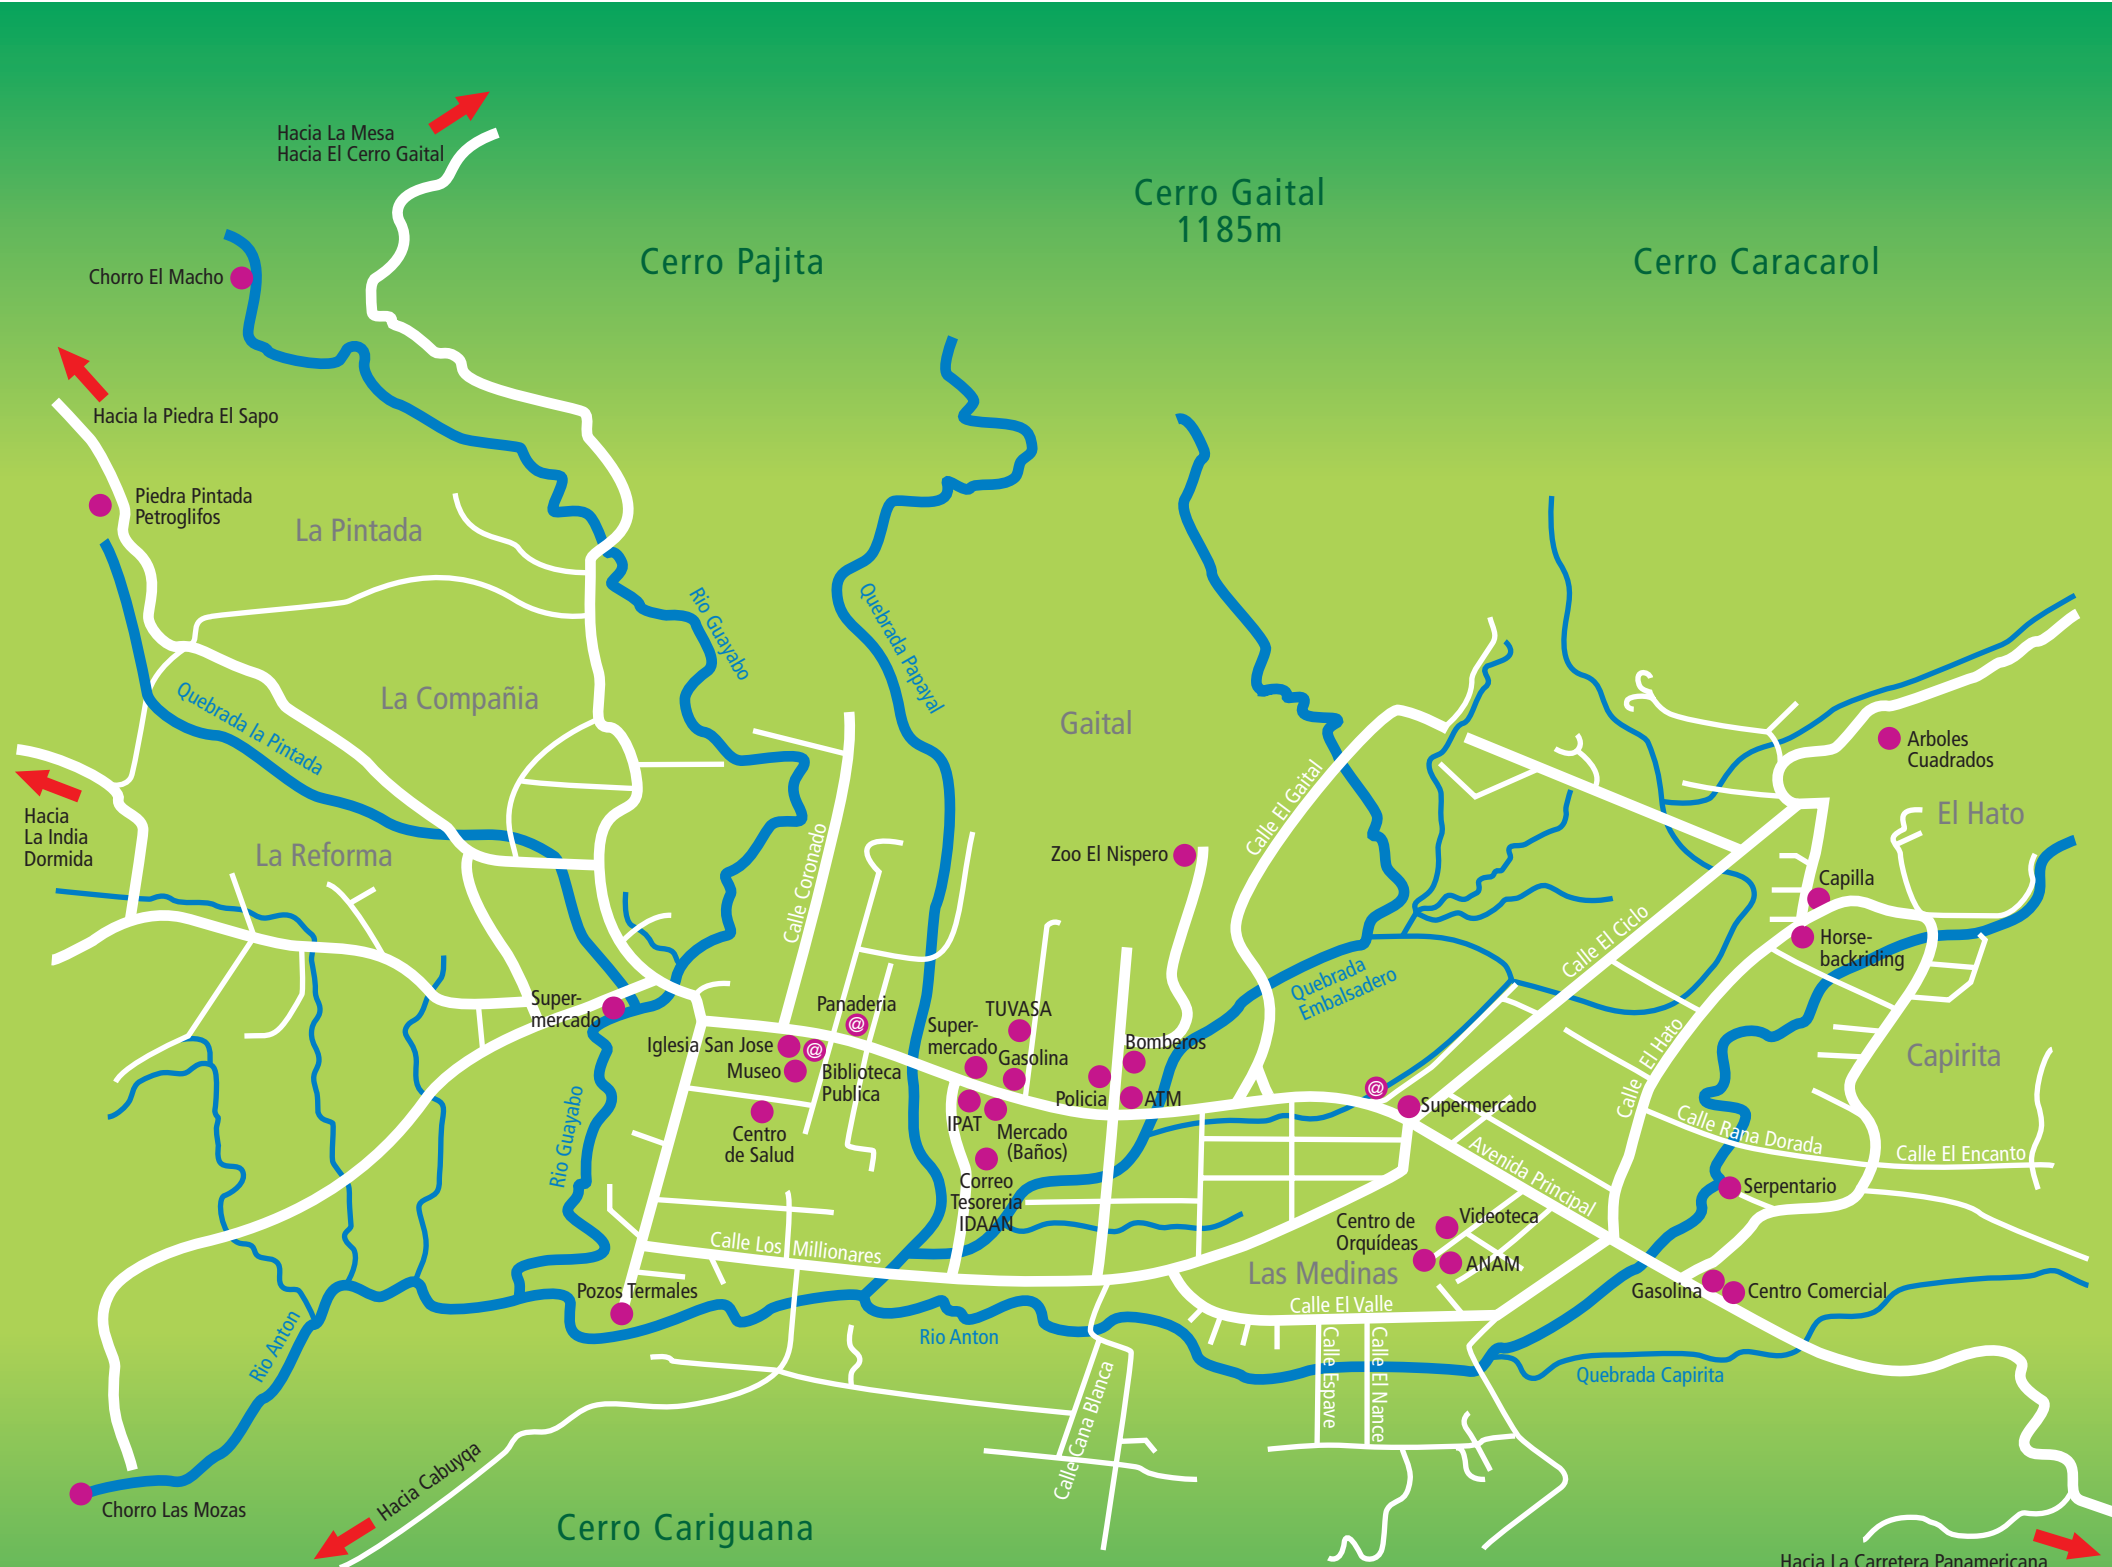 Hacia La Mesa
Hacia El Cerro Gaital
Cerro Gaital
1185m
Cerro Pajita
Cerro Caracarol
Chorro El Macho
Hacia la Piedra El Sapo
Piedra Pintada
Petroglifos
La Pintada
Rio Guayabo
Quebrada Papayal
La Compañia
Quebrada la Pintada
Gaital
Arboles
Cuadrados
El Hato
Hacia
La India
Dormida
La Reforma
Calle Coronado
Zoo El Nispero
Calle El Gaital
Capilla
Calle El Ciclo
Horse-
backriding
Quebrada
Embalsadero
Super-
mercado
Panaderia
@
TUVASA
Super-
mercado
Gasolina
Iglesia San Jose
@
Museo
Biblioteca
Publica
Bomberos
Policia
ATM
@
Supermercado
Calle El Hato
Capirita
IPAT
Mercado
(Baños)
Centro
de Salud
Rio Guayabo
Correo
Tesoreria
IDAAN
Calle Rana Dorada
Calle El Encanto
Avenida Principal
Serpentario
Videoteca
Centro de
Orquídeas
ANAM
Calle Los Millionares
Las Medinas
Pozos Termales
Gasolina
Centro Comercial
Calle El Valle
Rio Anton
Rio Anton
Calle Espave
Calle El Nance
Quebrada Capirita
Calle Cana Blanca
Hacia Cabuyqa
Chorro Las Mozas
Cerro Cariguana
Hacia La Carretera Panamericana